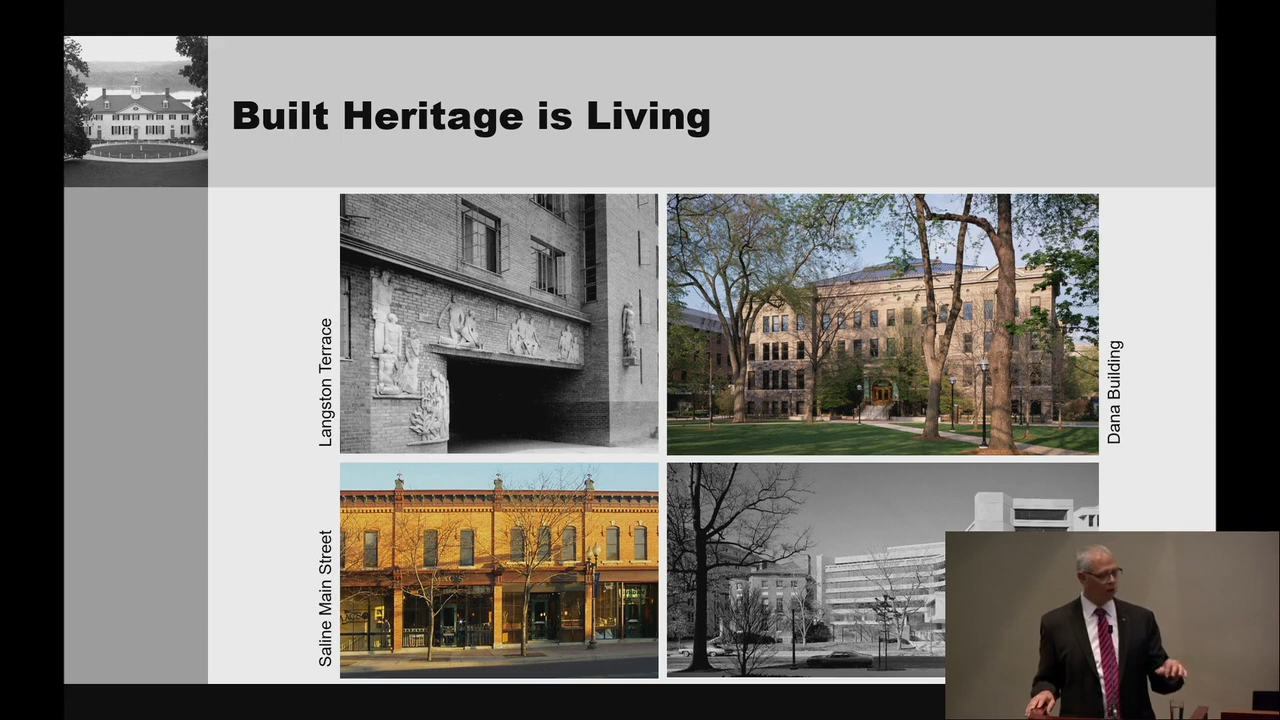 Built Heritage is Living
Langston Terrace
Dana Building
Saline Main Street